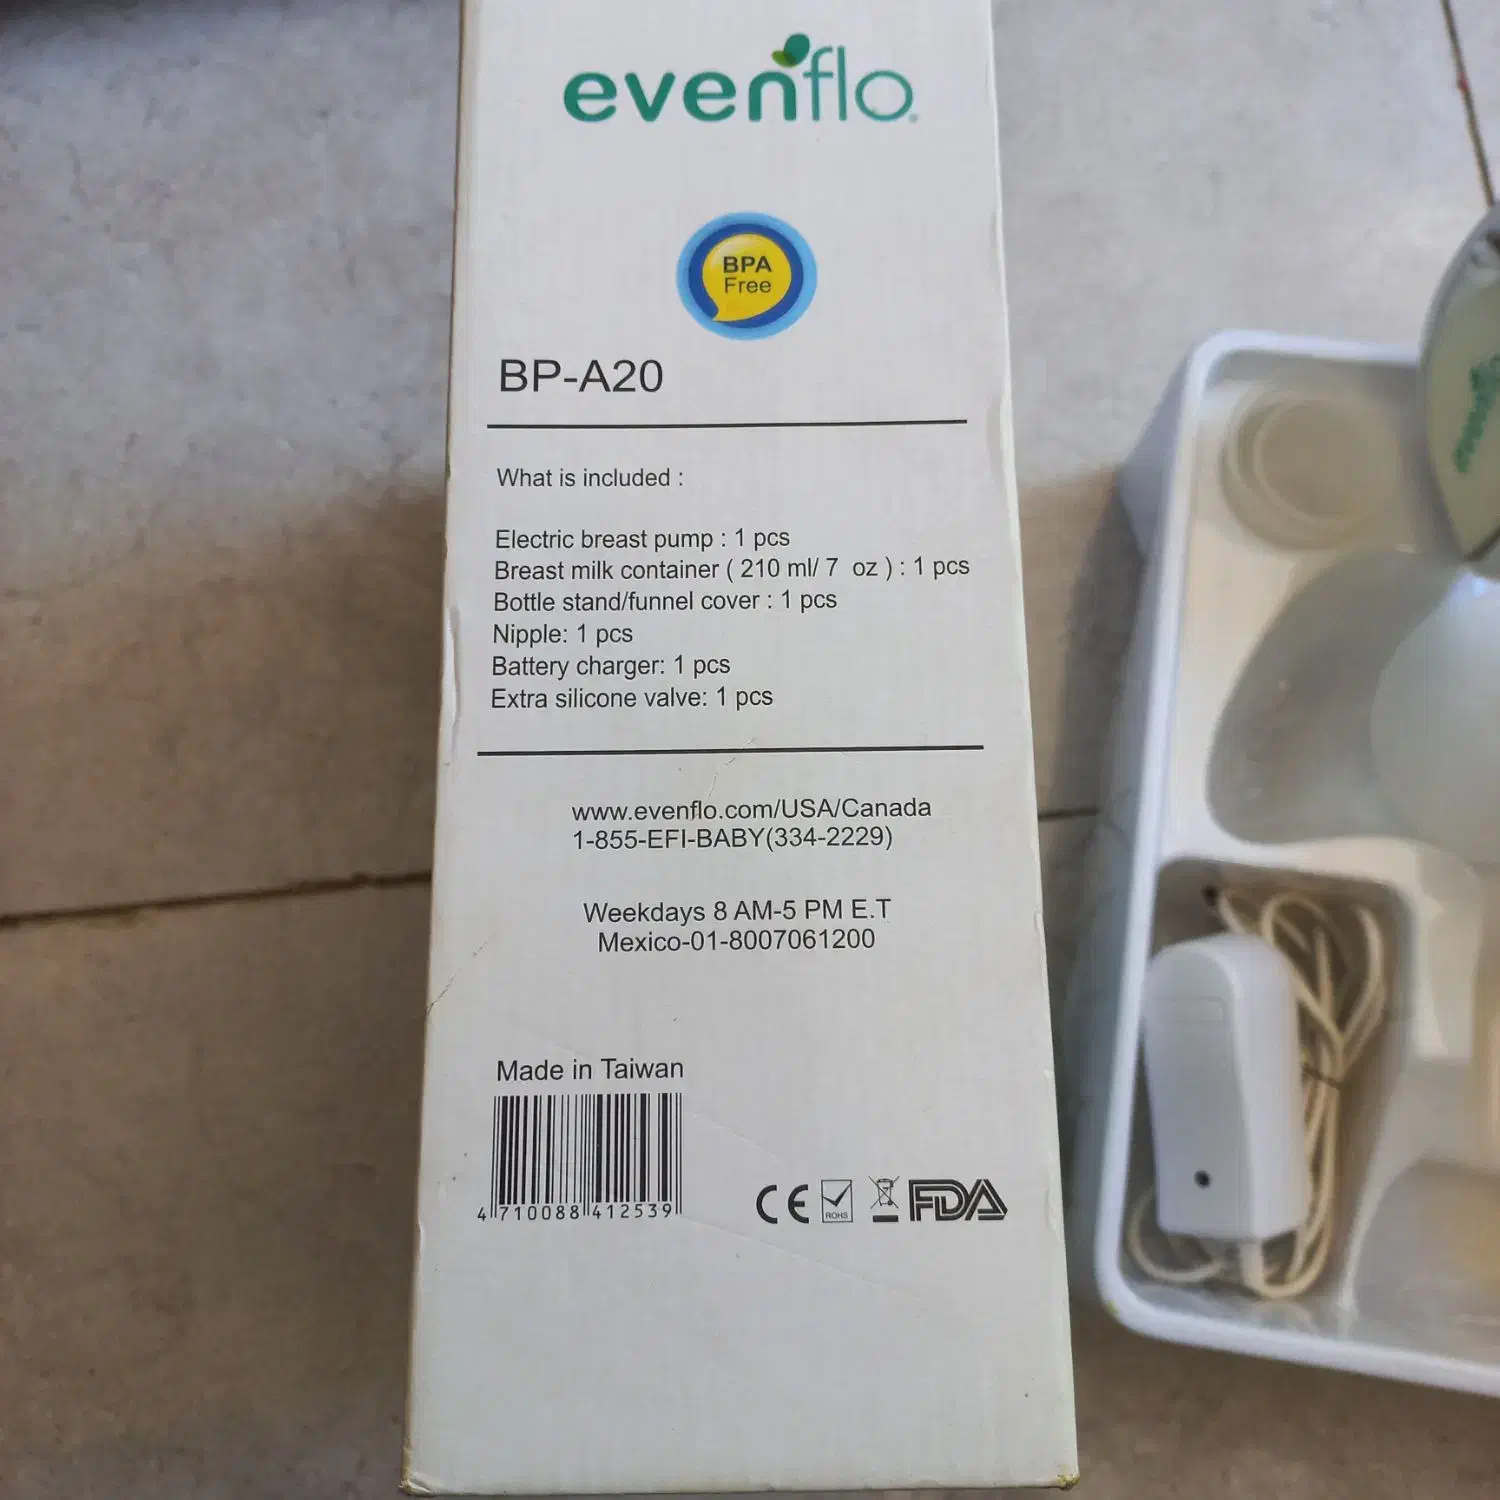 evenflo
BPA
Free
BP-A20
What is included :
Electric breast pump : 1 pcs
Breast milk container ( 210 ml/ 7 oz ) : 1 pcs
Bottle stand/funnel cover : 1 pcs
Nipple: 1 pcs
Battery charger: 1 pcs
Extra silicone valve: 1 pcs
www.evenflo.com/USA/Canada
1-855-EFI-BABY(334-2229)
Weekdays 8 AM-5 PM E.T
Mexico-01-8007061200
Made in Taiwan
4 710088 412539
CE ROHS FDA